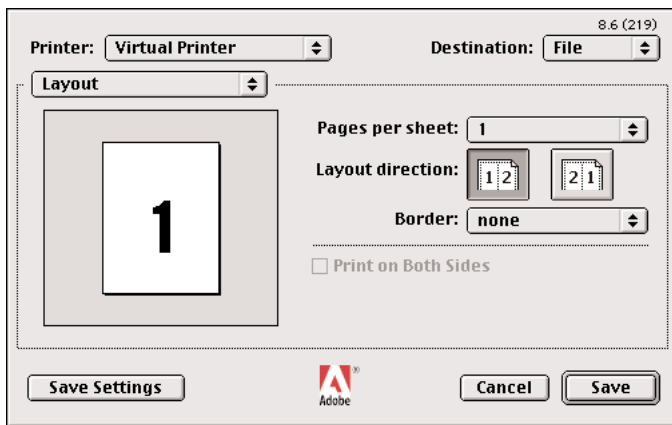 8.6 (219)
Printer: Virtual Printer Destination: File
Layout
Pages per sheet: 1
Layout direction: 1 2 2 1
1
Border: none
Print on Both Sides
Save Settings Adobe® Cancel Save